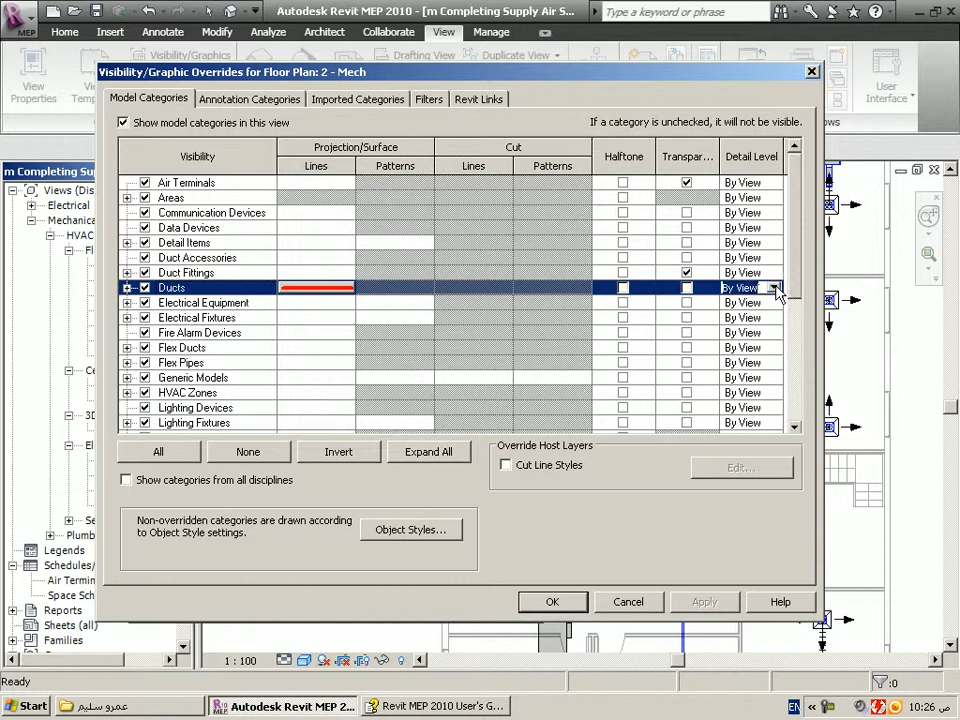 Autodesk Revit MEP 2010 - [m Completing Supply Air S...
Type a keyword or phrase
MEP
Home Insert Annotate Modify Analyze Architect Collaborate View Manage
View Properties
Visibility/Graphics
Drafting View
Duplicate View
User Interface
Visibility/Graphic Overrides for Floor Plan: 2 - Mech
Model Categories Annotation Categories Imported Categories Filters Revit Links
Show model categories in this view
If a category is unchecked, it will not be visible.
Visibility Projection/Surface Cut Halftone Transpar... Detail Level
Lines Patterns Lines Patterns
Air Terminals By View
Areas By View
Communication Devices By View
Data Devices By View
Detail Items By View
Duct Accessories By View
Duct Fittings By View
Ducts By View
Electrical Equipment By View
Electrical Fixtures By View
Fire Alarm Devices By View
Flex Ducts By View
Flex Pipes By View
Generic Models By View
HVAC Zones By View
Lighting Devices By View
Lighting Fixtures By View
All None Invert Expand All
Override Host Layers
Cut Line Styles Edit...
Show categories from all disciplines
Non-overridden categories are drawn according to Object Style settings.
Object Styles...
OK Cancel Apply Help
m Completing Supply
Views (Dis
Electrical
Mechanica
HVAC
Fl
Ce
3D
El
Se
Plumb
Legends
Schedules/
Air Termin
Space Sch
Reports
Sheets (all)
Families
1 : 100
Ready
:0
Start
عمرو سليم
Autodesk Revit MEP 2...
Revit MEP 2010 User's G...
EN
10:26 ص